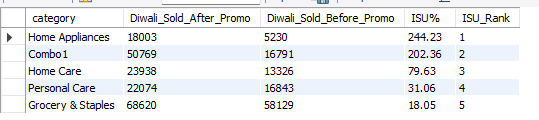 category Diwali_Sold_After_Promo Diwali_Sold_Before_Promo ISU% ISU_Rank
Home Appliances 18003 5230 244.23 1
Combo1 50769 16791 202.36 2
Home Care 23938 13326 79.63 3
Personal Care 22074 16843 31.06 4
Grocery & Staples 68620 58129 18.05 5